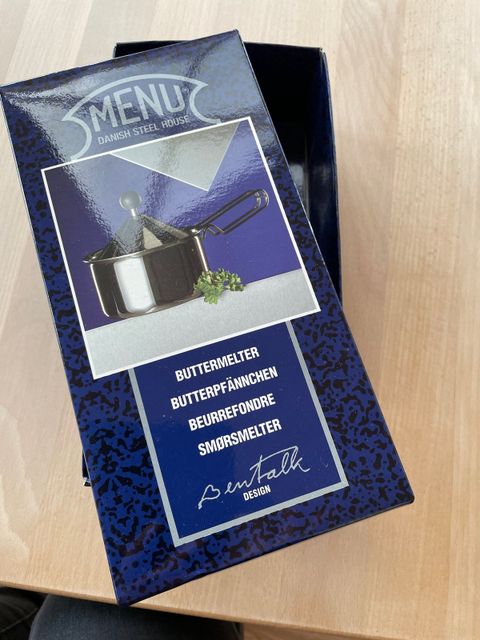 MENU
DANISH STEEL HOUSE
BUTTERMELTER
BUTTERPFÄNNCHEN
BEURREFONDRE
SMØRSMELTER
Bentalk
DESIGN